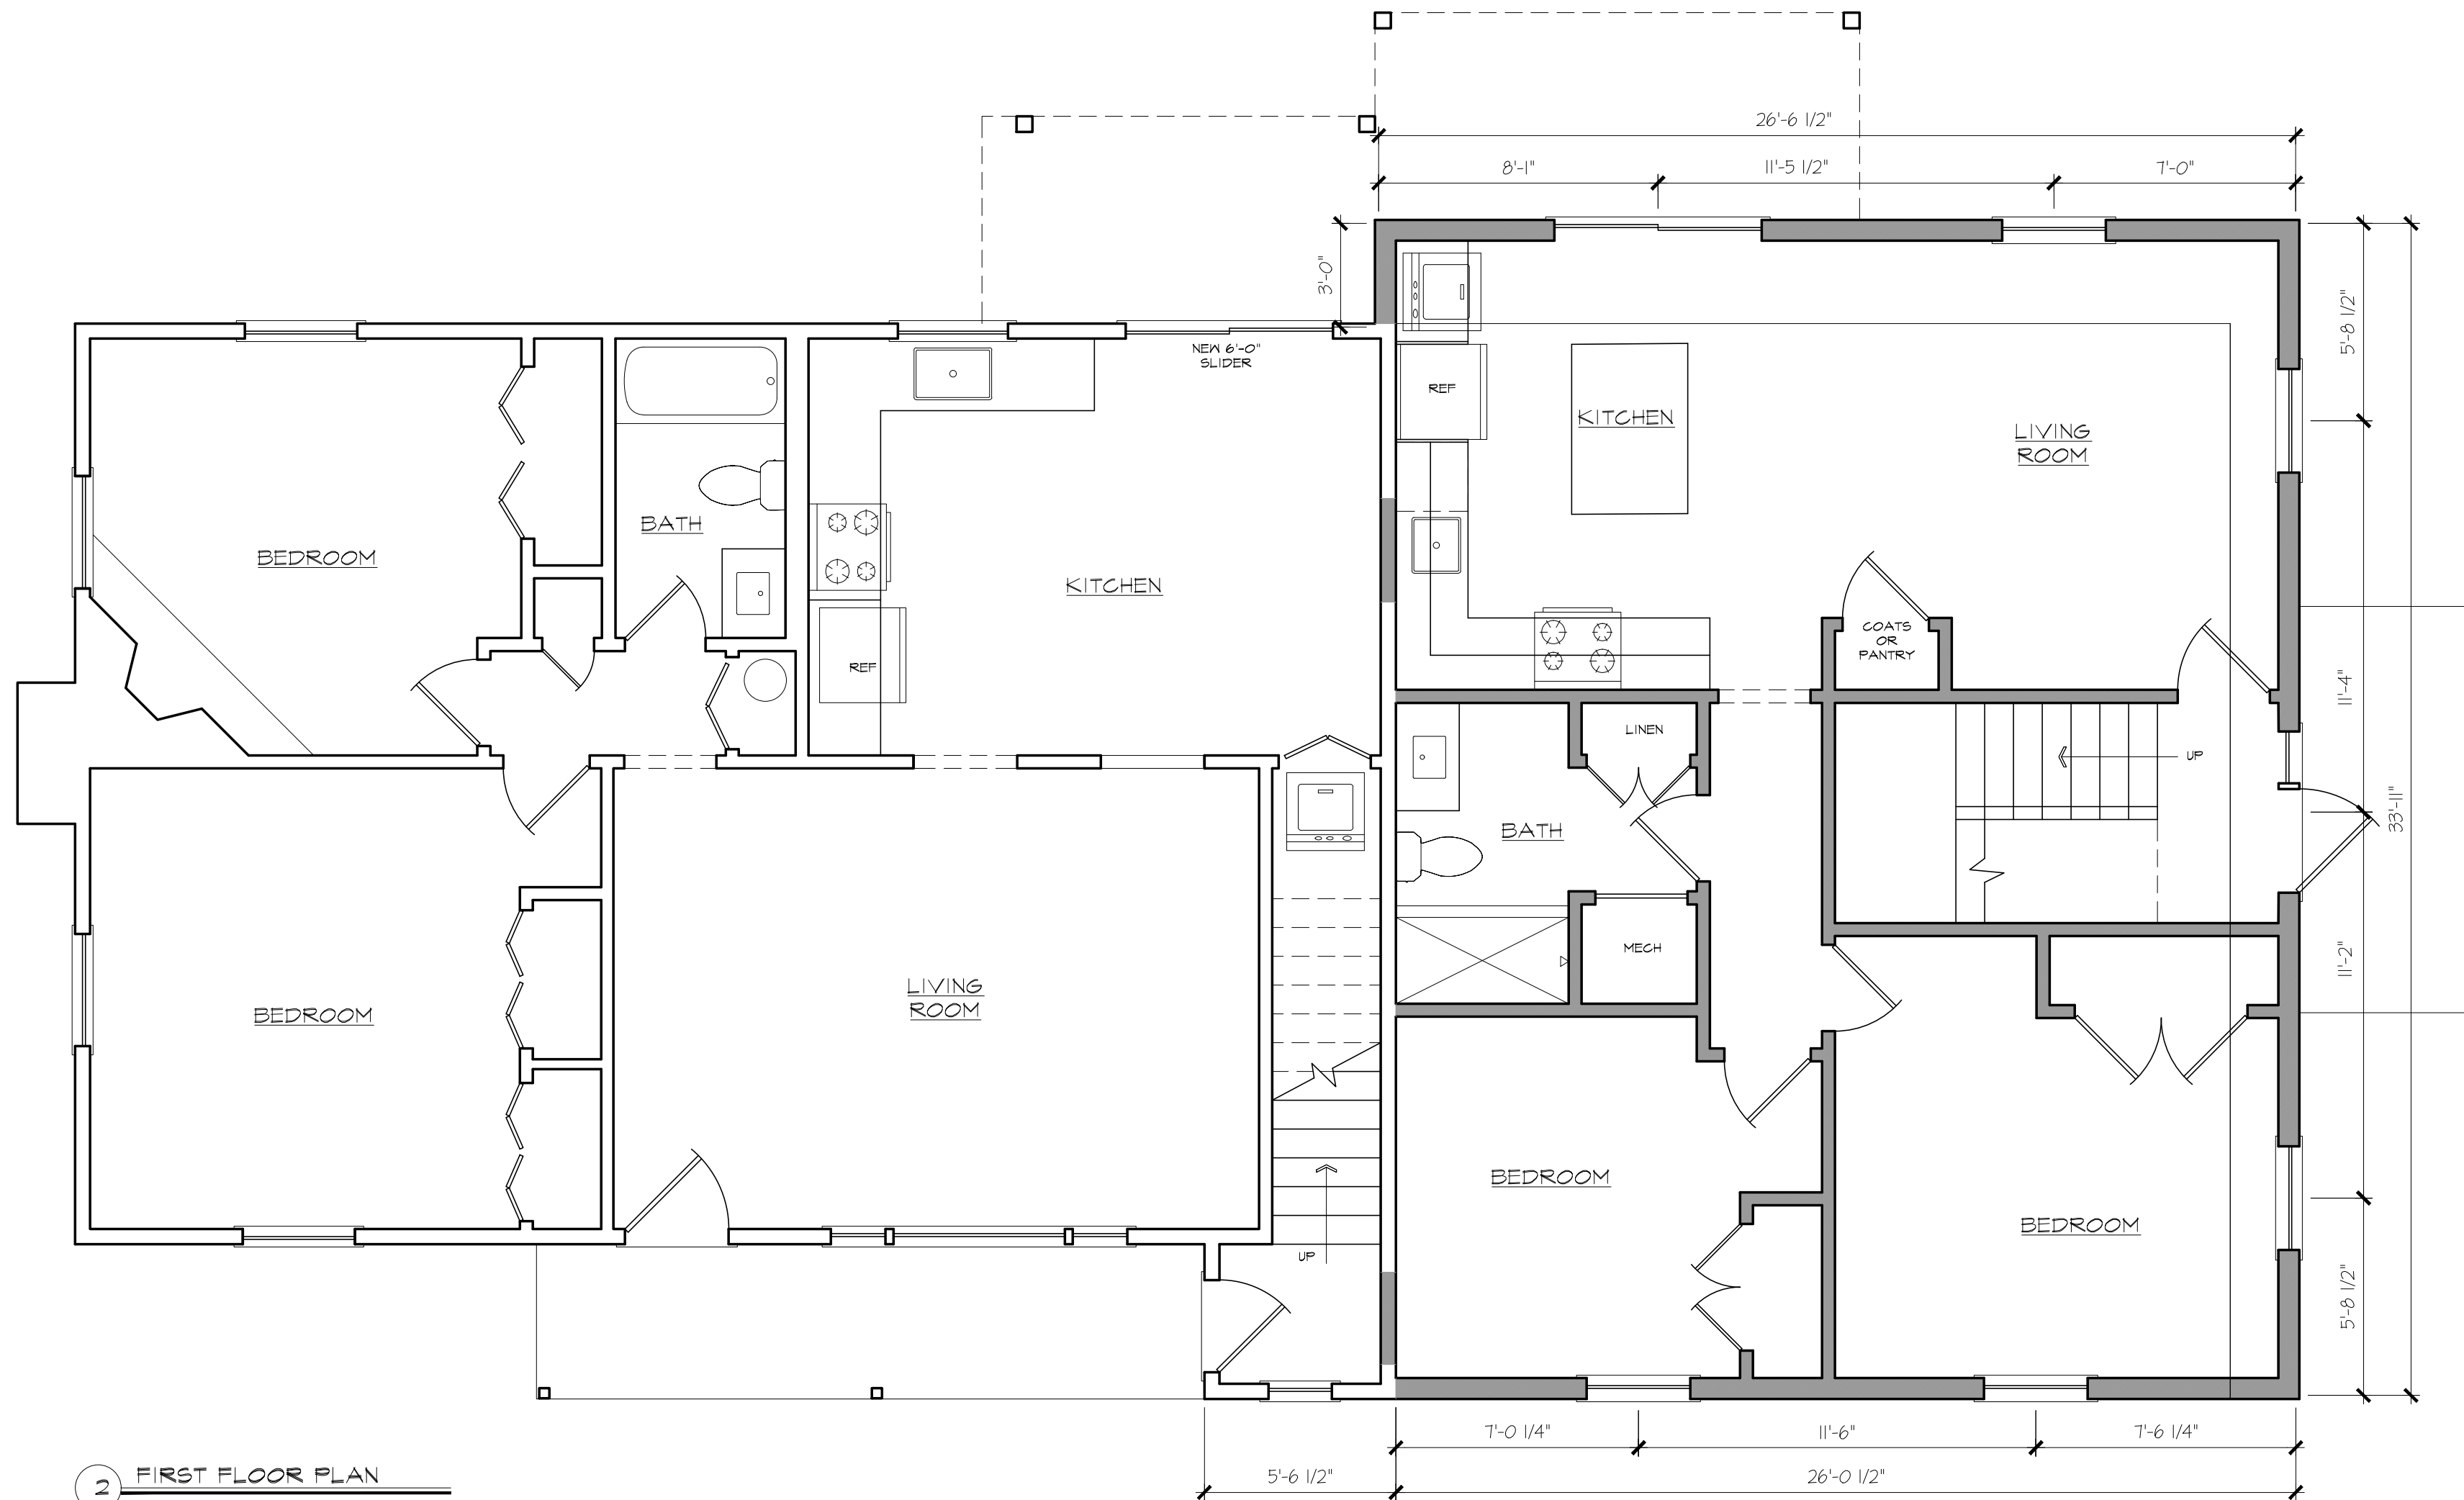 26'-6 1/2"
8'-1"
11'-5 1/2"
7'-0"
3'-0"
5'-8 1/2"
NEW 6'-0"
SLIDER
REF
KITCHEN
LIVING
ROOM
BATH
BEDROOM
KITCHEN
COATS
OR
PANTRY
REF
11'-4"
LINEN
UP
33'-11"
BATH
MECH
11'-2"
LIVING
ROOM
BEDROOM
BEDROOM
BEDROOM
UP
5'-8 1/2"
7'-0 1/4"
11'-6"
7'-6 1/4"
2
FIRST FLOOR PLAN
5'-6 1/2"
26'-0 1/2"